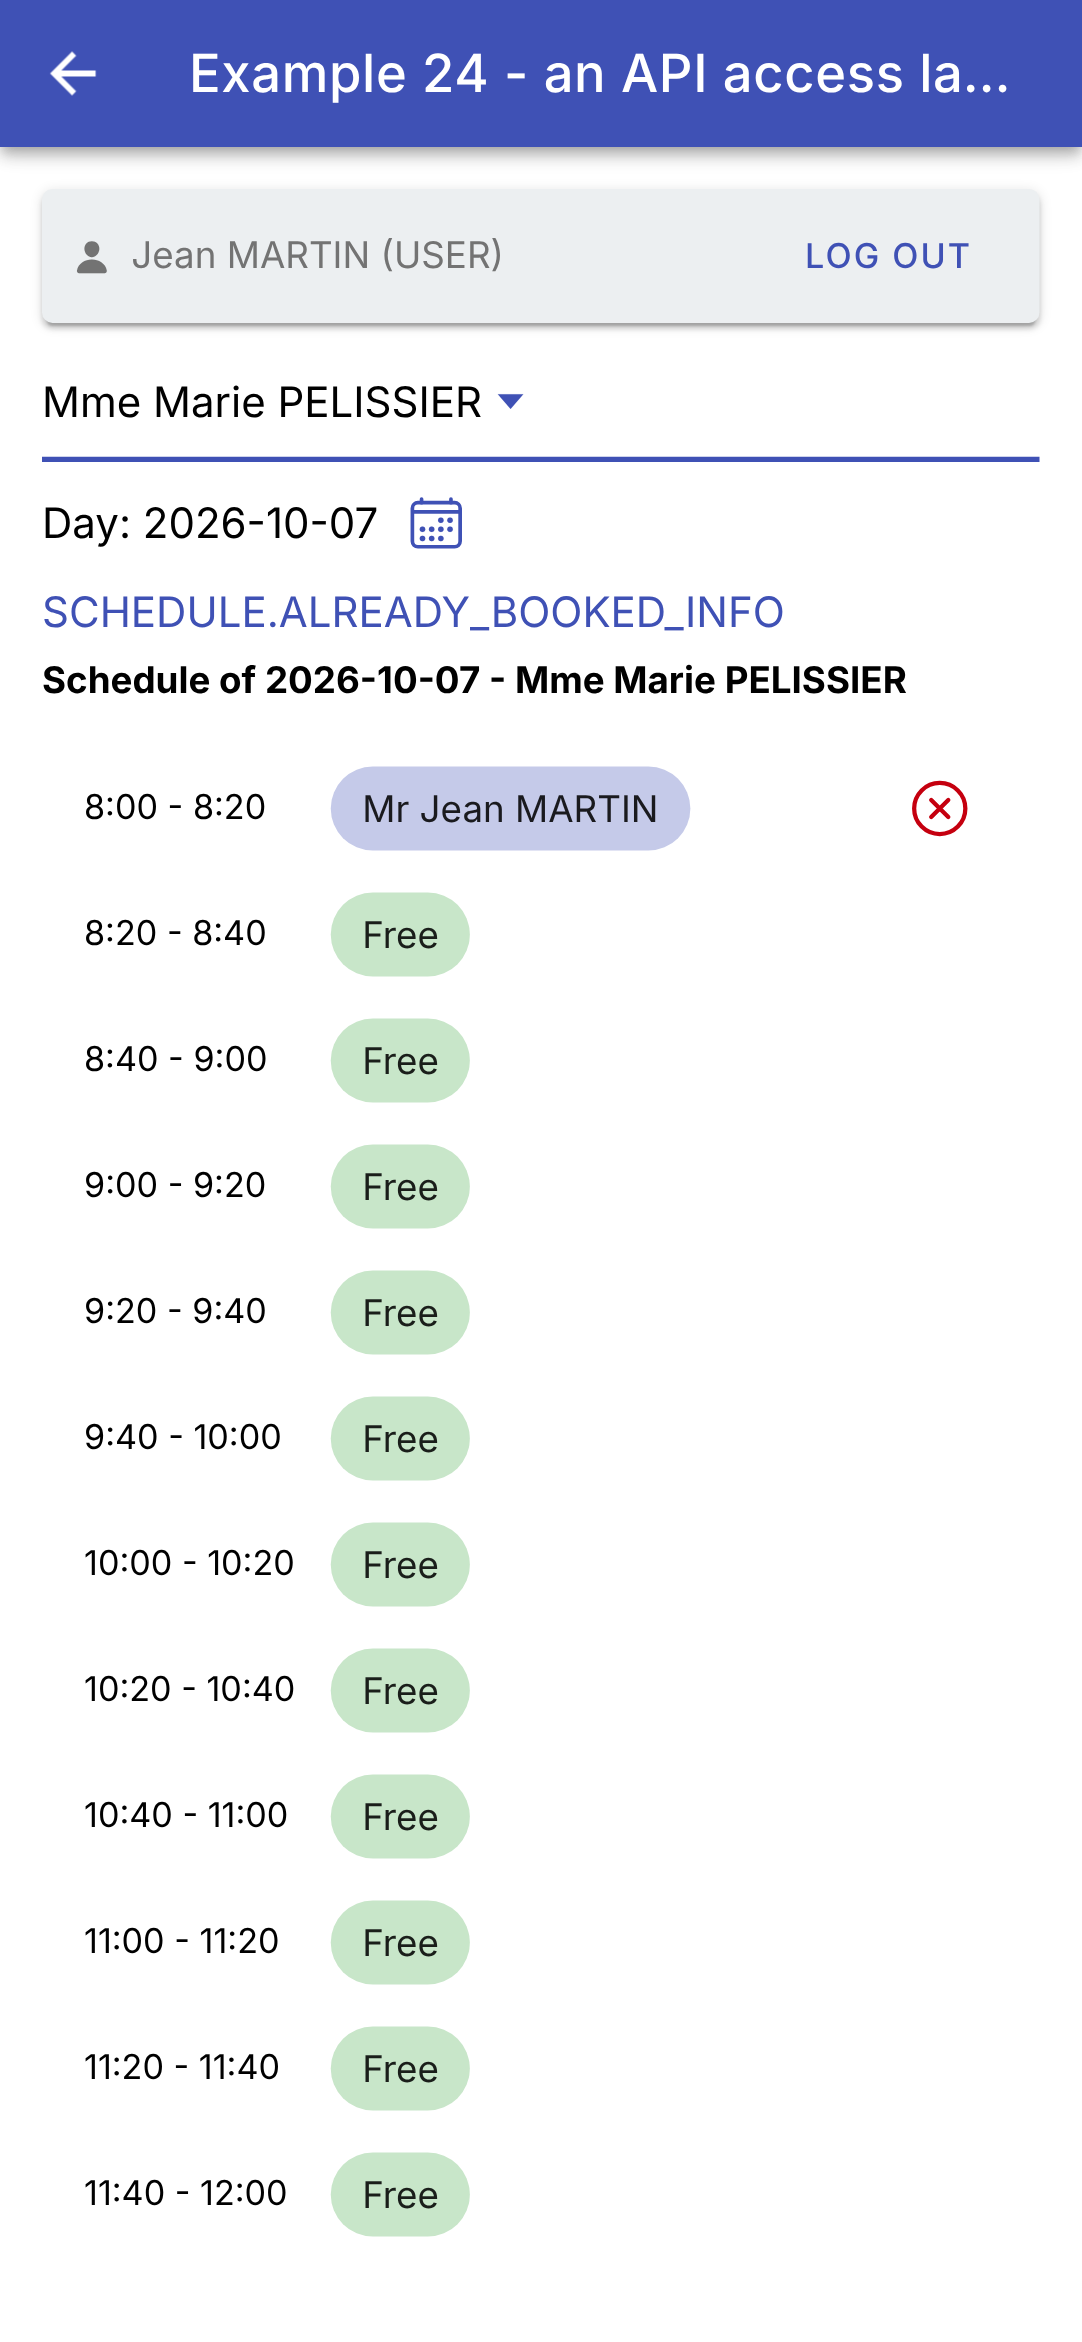 Example 24 - an API access la...
Jean MARTIN (USER) LOG OUT
Mme Marie PELISSIER
Day: 2026-10-07
SCHEDULE.ALREADY_BOOKED_INFO
Schedule of 2026-10-07 - Mme Marie PELISSIER
8:00 - 8:20 Mr Jean MARTIN
8:20 - 8:40 Free
8:40 - 9:00 Free
9:00 - 9:20 Free
9:20 - 9:40 Free
9:40 - 10:00 Free
10:00 - 10:20 Free
10:20 - 10:40 Free
10:40 - 11:00 Free
11:00 - 11:20 Free
11:20 - 11:40 Free
11:40 - 12:00 Free